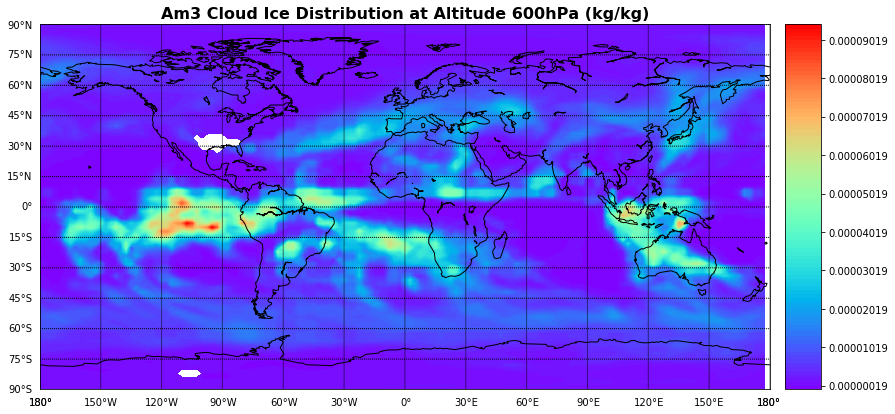 Am3 Cloud Ice Distribution at Altitude 600hPa (kg/kg)
90°N
75°N
60°N
45°N
30°N
15°N
0°
15°S
30°S
45°S
60°S
75°S
90°S
180° 150°W 120°W 90°W 60°W 30°W 0° 30°E 60°E 90°E 120°E 150°E 180°
0.00009019
0.00008019
0.00007019
0.00006019
0.00005019
0.00004019
0.00003019
0.00002019
0.00001019
0.00000019